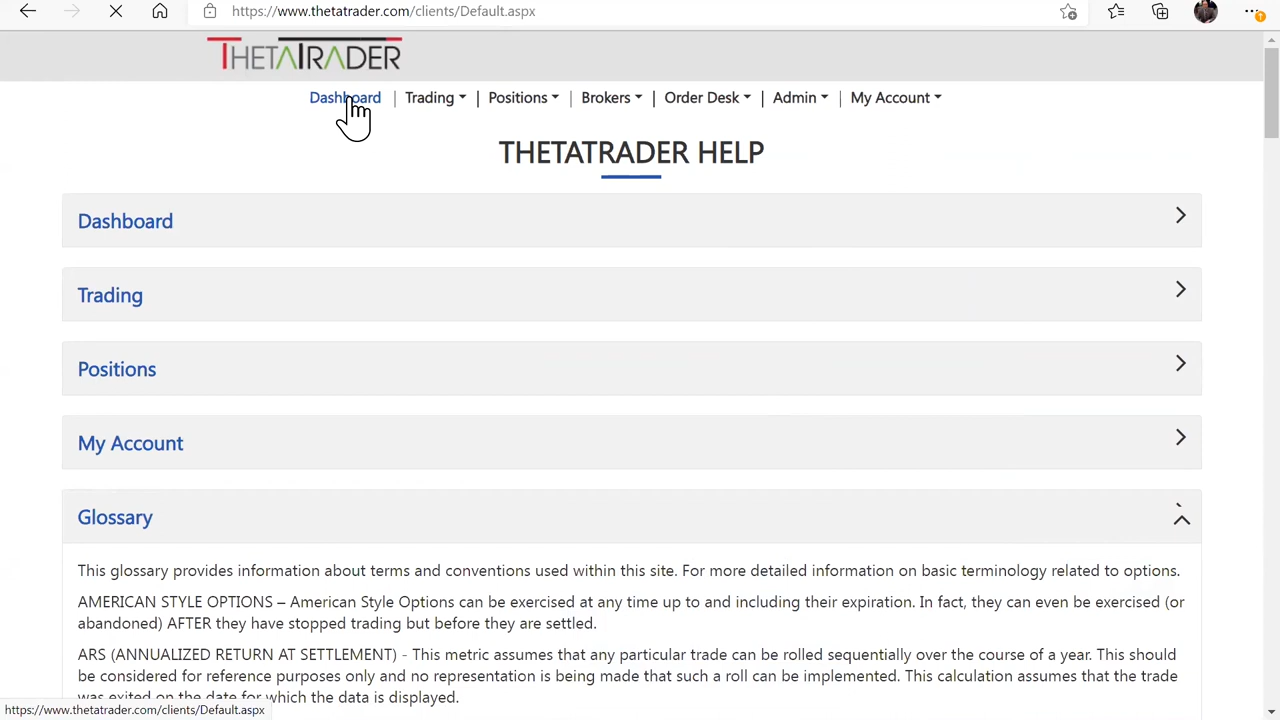 https://www.thetatrader.com/clients/Default.aspx
THETATRADER
Dashboard | Trading | Positions | Brokers | Order Desk | Admin | My Account
THETATRADER HELP
Dashboard
Trading
Positions
My Account
Glossary
This glossary provides information about terms and conventions used within this site. For more detailed information on basic terminology related to options.
AMERICAN STYLE OPTIONS – American Style Options can be exercised at any time up to and including their expiration. In fact, they can even be exercised (or
abandoned) AFTER they have stopped trading but before they are settled.
ARS (ANNUALIZED RETURN AT SETTLEMENT) - This metric assumes that any particular trade can be rolled sequentially over the course of a year. This should
be considered for reference purposes only and no representation is being made that such a roll can be implemented. This calculation assumes that the trade
was exited on the date for which the data is displayed.
https://www.thetatrader.com/clients/Default.aspx